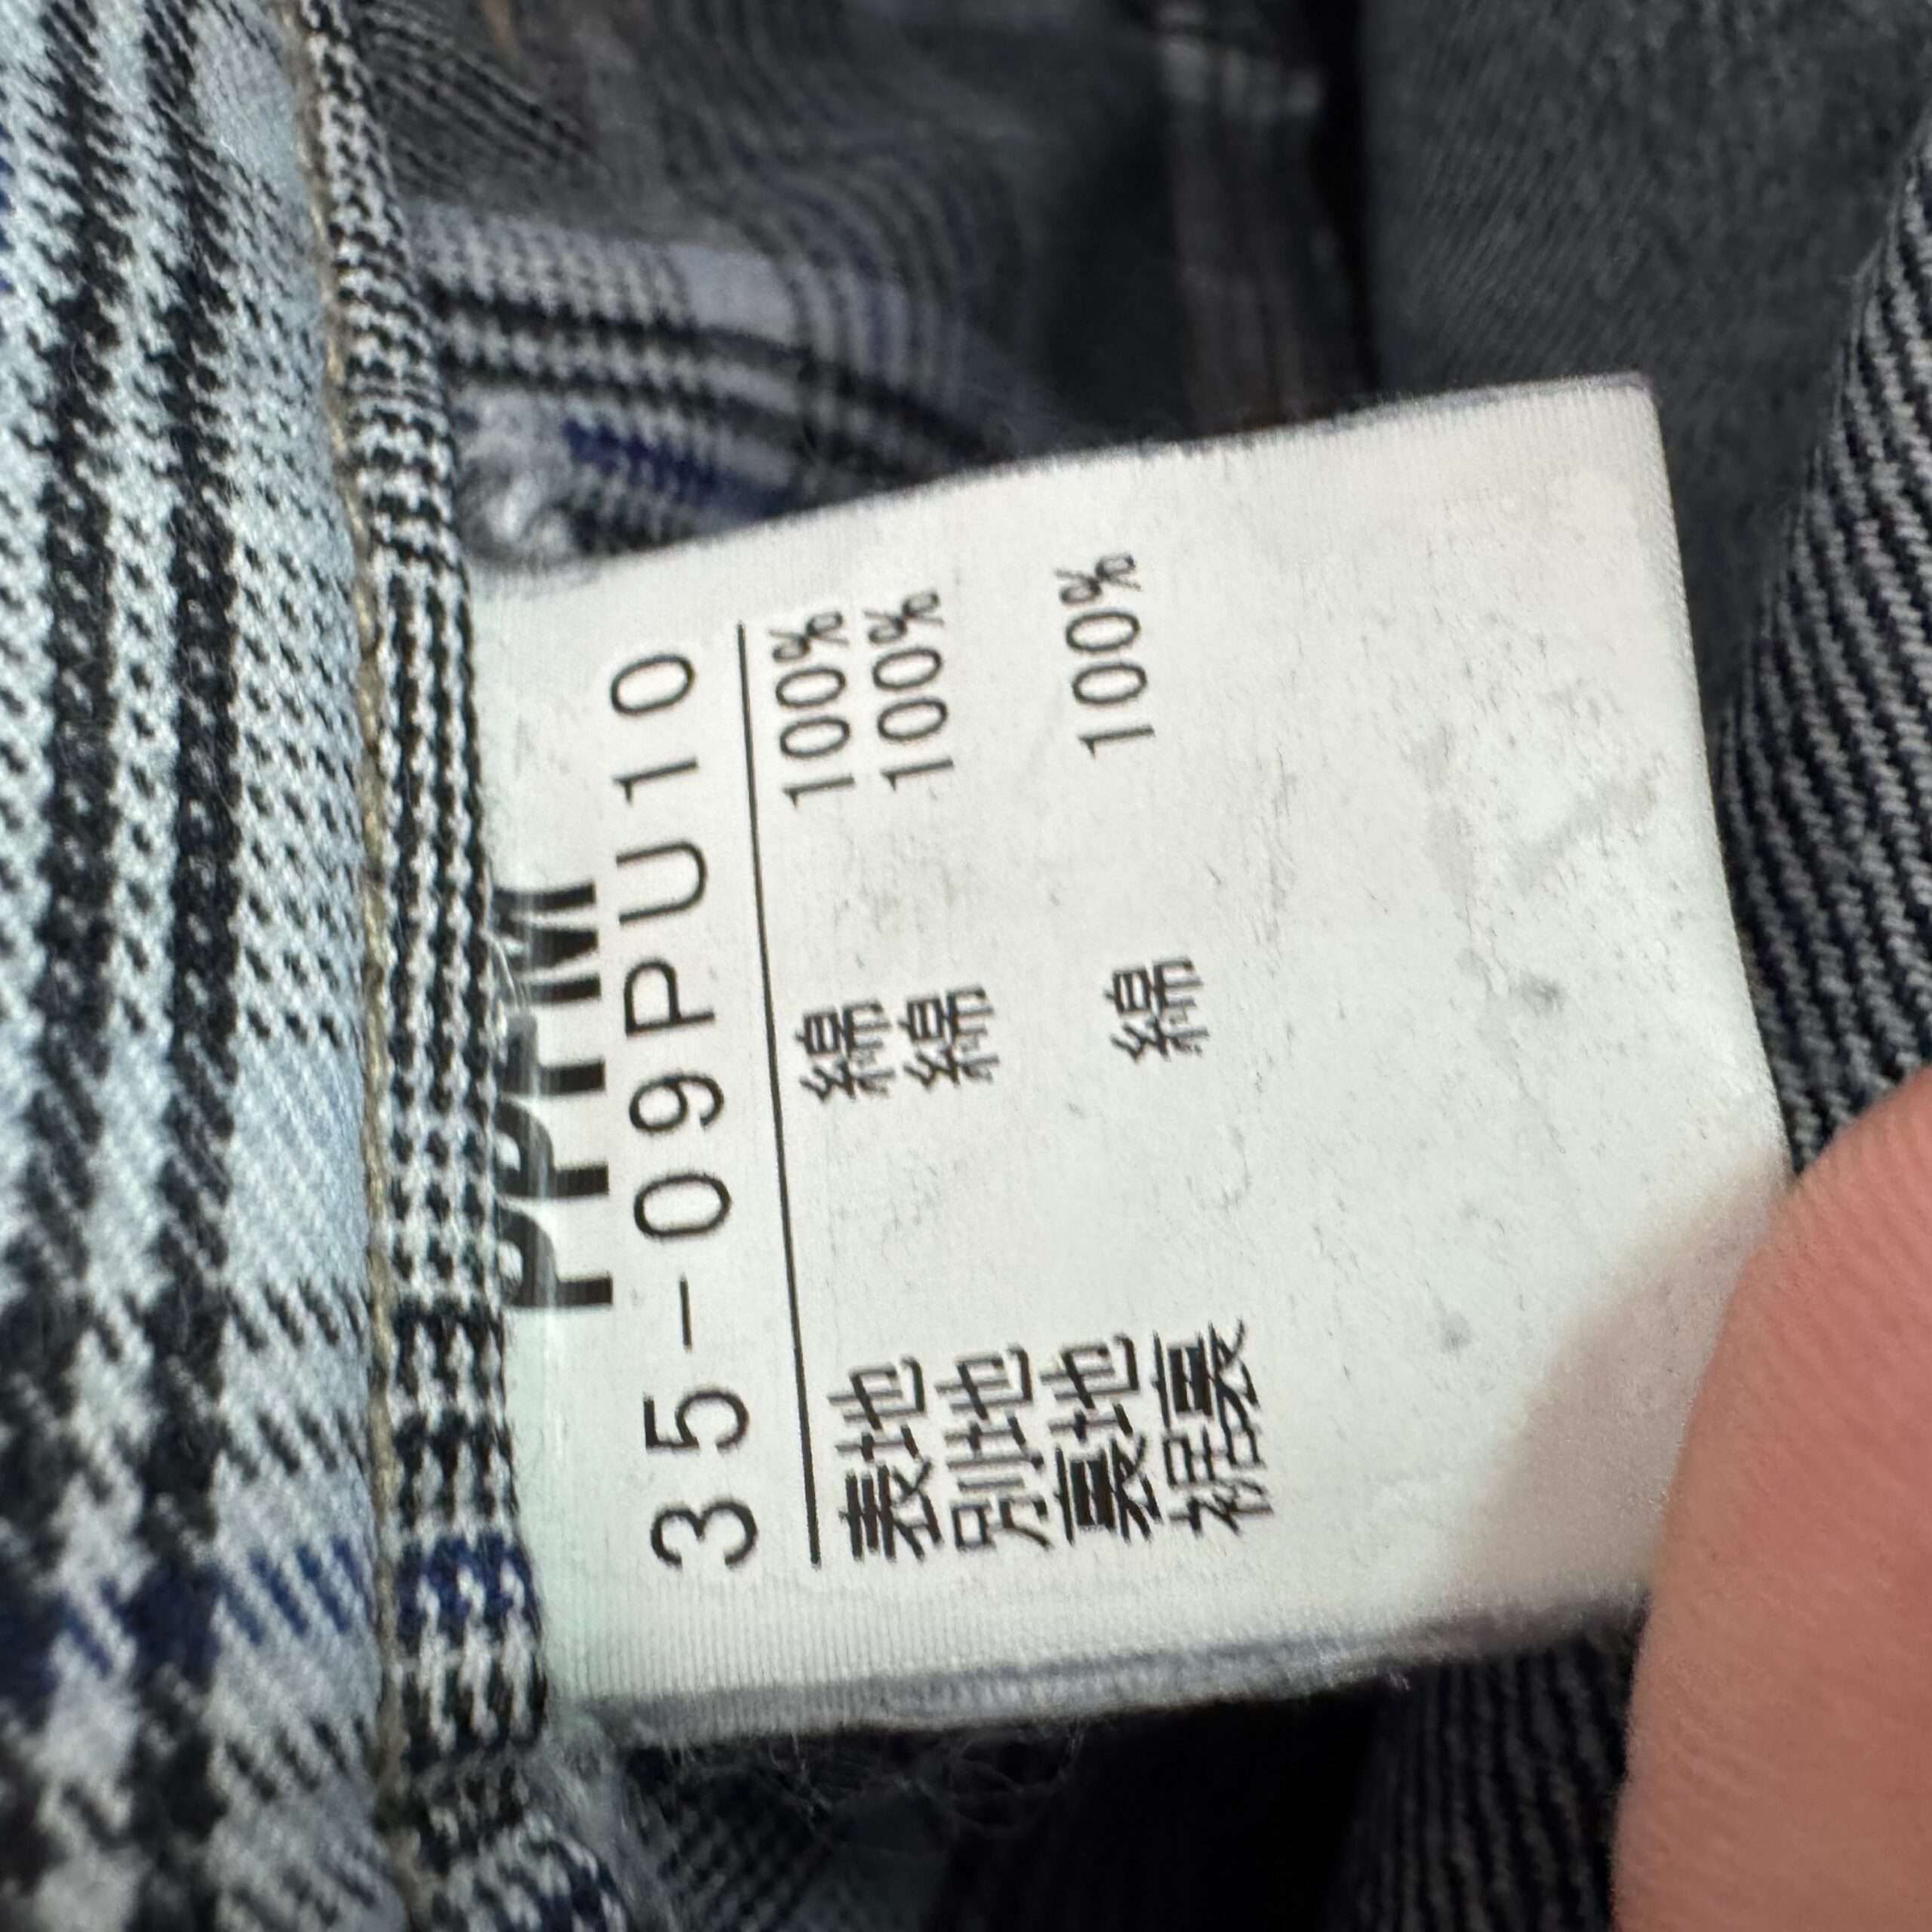 PPFM
35-09PU10
表地 綿 100%
別地 綿 100%
裏地
裾裏 綿 100%